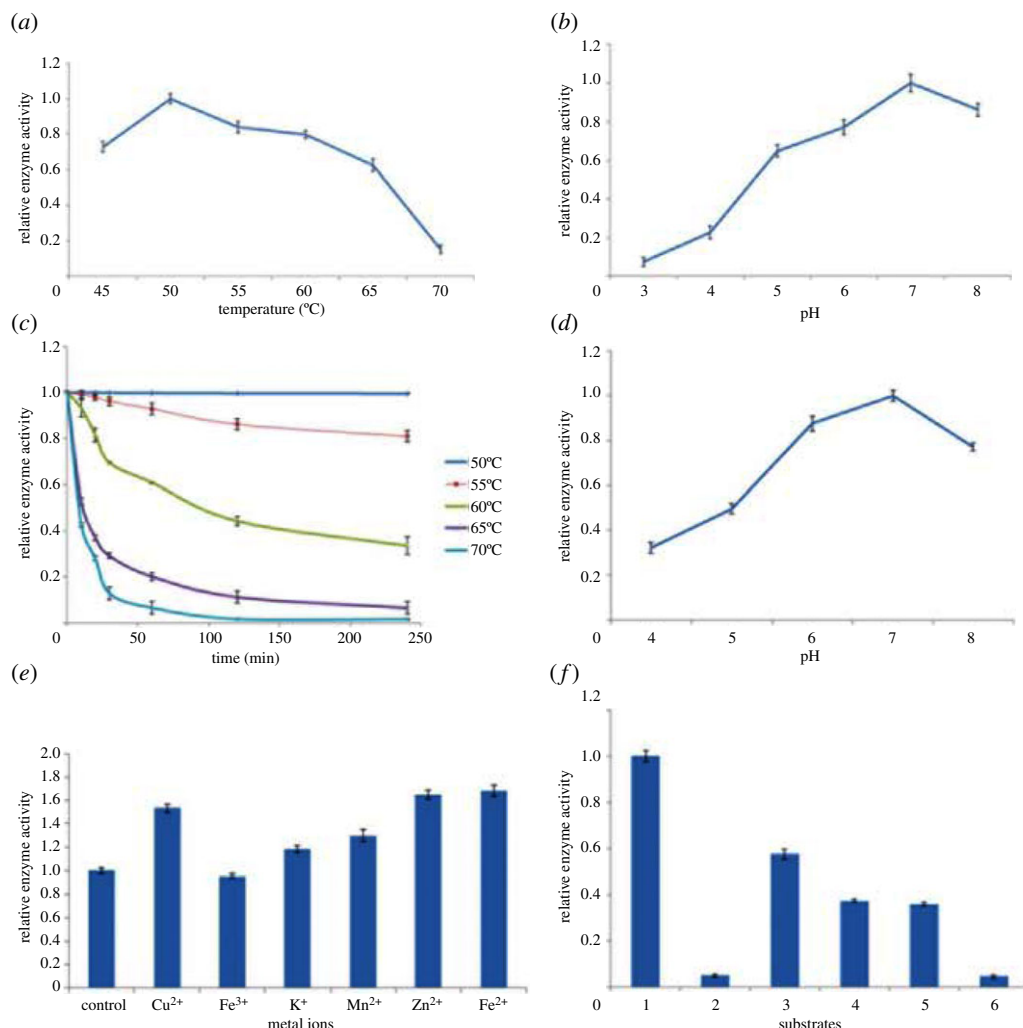 (a)
1.2
1.0
0.8
0.6
0.4
0.2
0
relative enzyme activity
45 50 55 60 65 70
temperature (ºC)
(b)
1.2
1.0
0.8
0.6
0.4
0.2
0
relative enzyme activity
3 4 5 6 7 8
pH
(c)
1.2
1.0
0.8
0.6
0.4
0.2
relative enzyme activity
0 50 100 150 200 250
time (min)
50ºC
55ºC
60ºC
65ºC
70ºC
(d)
1.2
1.0
0.8
0.6
0.4
0.2
0
relative enzyme activity
4 5 6 7 8
pH
(e)
2.0
1.8
1.6
1.4
1.2
1.0
0.8
0.6
0.4
0.2
0
relative enzyme activity
control Cu²⁺ Fe³⁺ K⁺ Mn²⁺ Zn²⁺ Fe²⁺
metal ions
(f)
1.2
1.0
0.8
0.6
0.4
0.2
0
relative enzyme activity
1 2 3 4 5 6
substrates